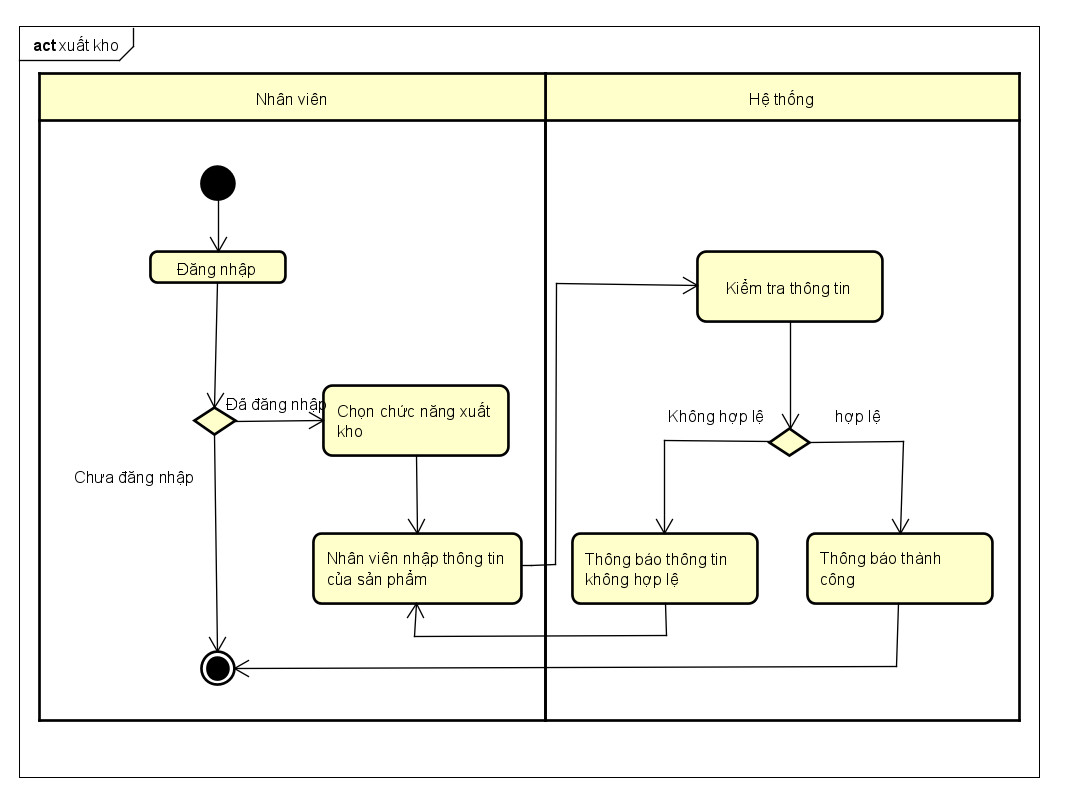 act xuất kho
Nhân viên
Hệ thống
Đăng nhập
Kiểm tra thông tin
Đã đăng nhập
Chọn chức năng xuất
kho
Không hợp lệ
hợp lệ
Chưa đăng nhập
Nhân viên nhập thông tin
của sản phẩm
Thông báo thông tin
không hợp lệ
Thông báo thành
công